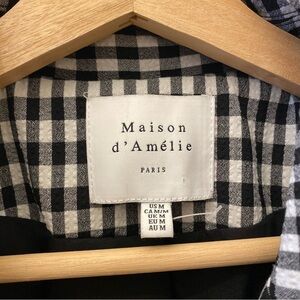 Maison
d'Amélie
PARIS
US M
CA M/M
UK M
EU M
AU M